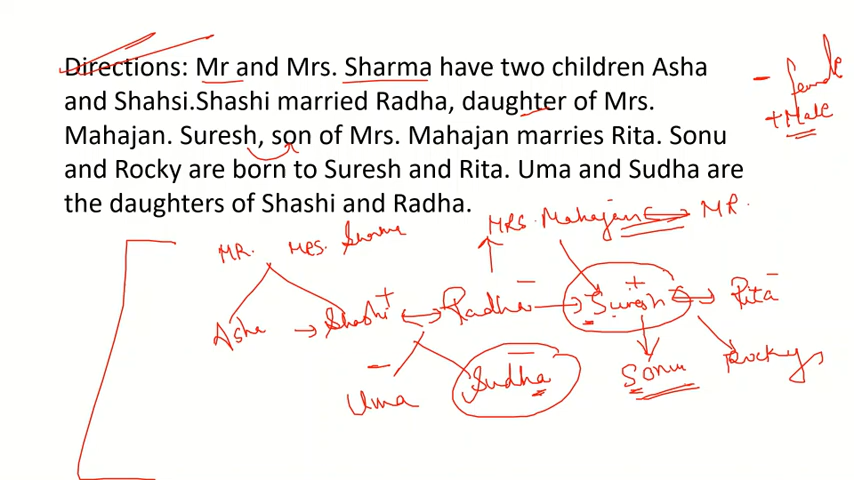 Directions: Mr and Mrs. Sharma have two children Asha
and Shahsi.Shashi married Radha, daughter of Mrs.
Mahajan. Suresh, son of Mrs. Mahajan marries Rita. Sonu
and Rocky are born to Suresh and Rita. Uma and Sudha are
the daughters of Shashi and Radha.
- female
+ Male
MRS. Mahajan MR.
MR. MRS. Sharma
Asha Shashi + Radha - Suresh + Rita -
Uma - Sudha - Sonu Rocky